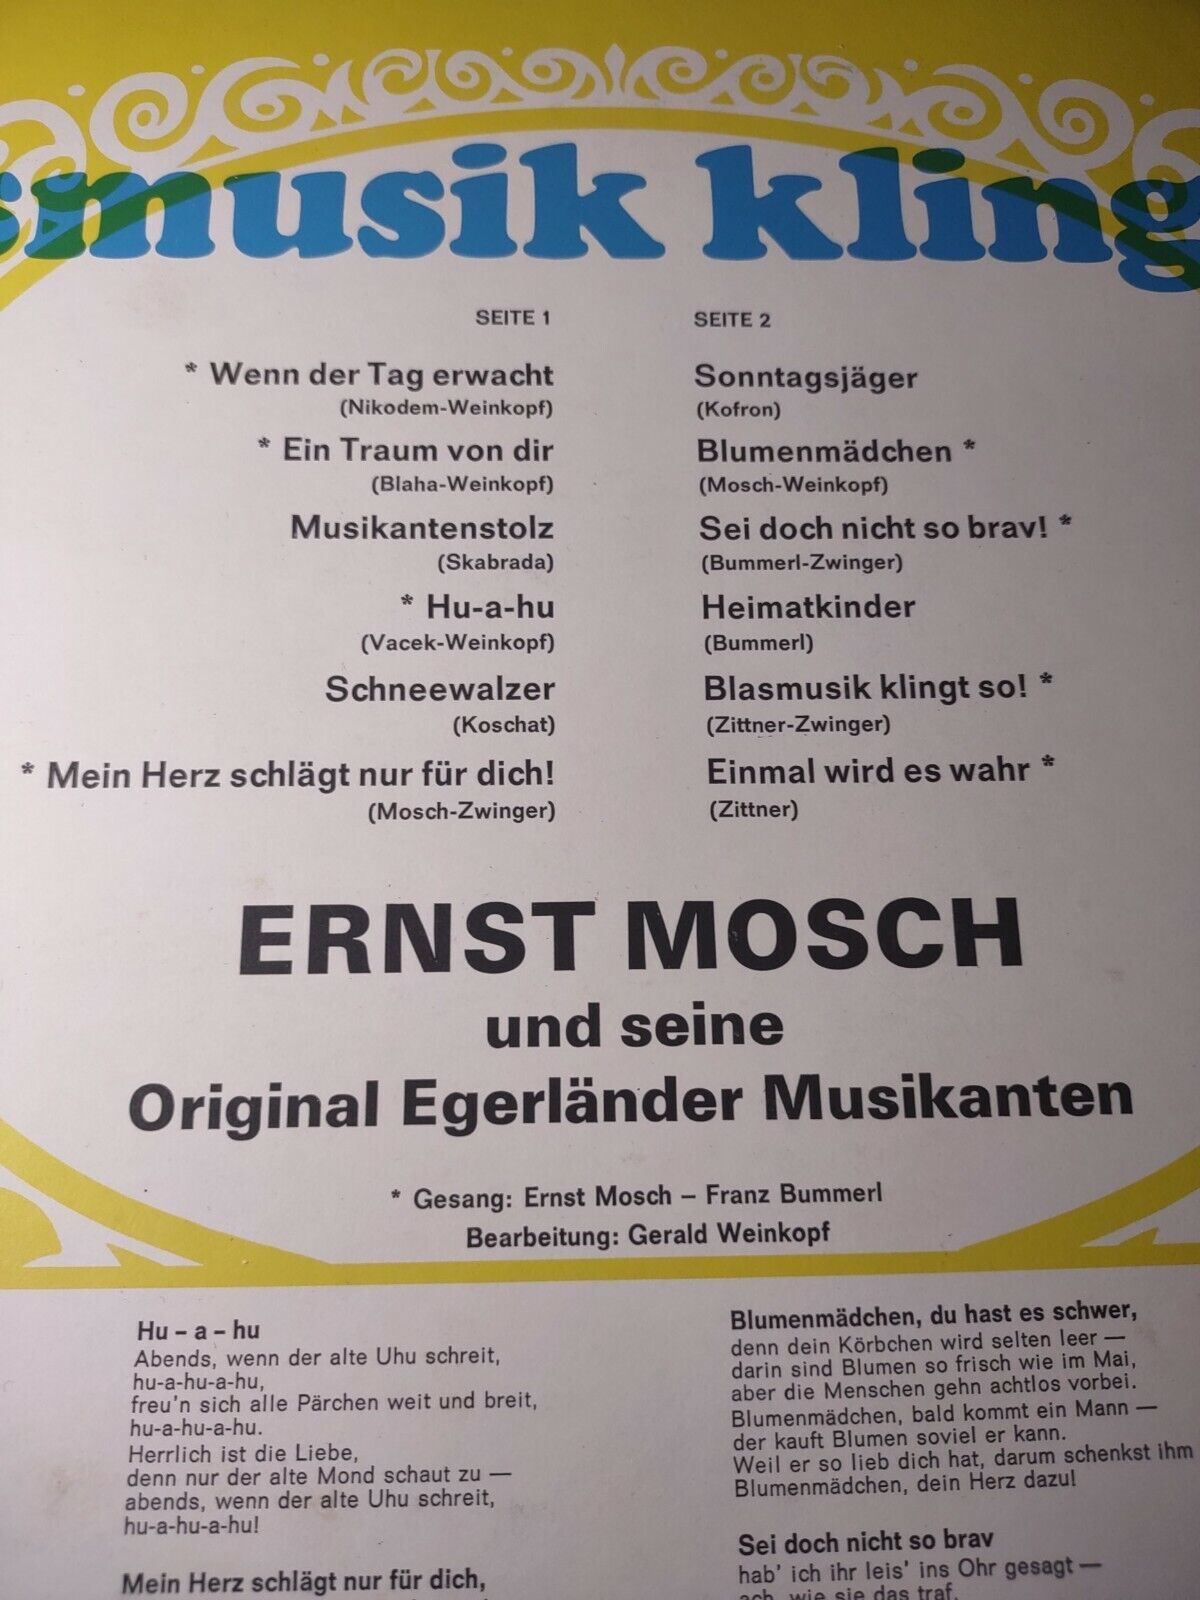 musik kling
SEITE 1
* Wenn der Tag erwacht
(Nikodem-Weinkopf)
* Ein Traum von dir
(Blaha-Weinkopf)
Musikantenstolz
(Skabrada)
* Hu-a-hu
(Vacek-Weinkopf)
Schneewalzer
(Koschat)
* Mein Herz schlägt nur für dich!
(Mosch-Zwinger)
SEITE 2
Sonntagsjäger
(Kofron)
Blumenmädchen *
(Mosch-Weinkopf)
Sei doch nicht so brav! *
(Bummerl-Zwinger)
Heimatkinder
(Bummerl)
Blasmusik klingt so! *
(Zittner-Zwinger)
Einmal wird es wahr *
(Zittner)
ERNST MOSCH
und seine
Original Egerländer Musikanten
* Gesang: Ernst Mosch – Franz Bummerl
Bearbeitung: Gerald Weinkopf
Hu – a – hu
Abends, wenn der alte Uhu schreit,
hu-a-hu-a-hu,
freu'n sich alle Pärchen weit und breit,
hu-a-hu-a-hu.
Herrlich ist die Liebe,
denn nur der alte Mond schaut zu —
abends, wenn der alte Uhu schreit,
hu-a-hu-a-hu!
Mein Herz schlägt nur für dich,
Blumenmädchen, du hast es schwer,
denn dein Körbchen wird selten leer —
darin sind Blumen so frisch wie im Mai,
aber die Menschen gehn achtlos vorbei.
Blumenmädchen, bald kommt ein Mann —
der kauft Blumen soviel er kann.
Weil er so lieb dich hat, darum schenkst ihm
Blumenmädchen, dein Herz dazu!
Sei doch nicht so brav
hab' ich ihr leis' ins Ohr gesagt —
ach, wie sie das traf,